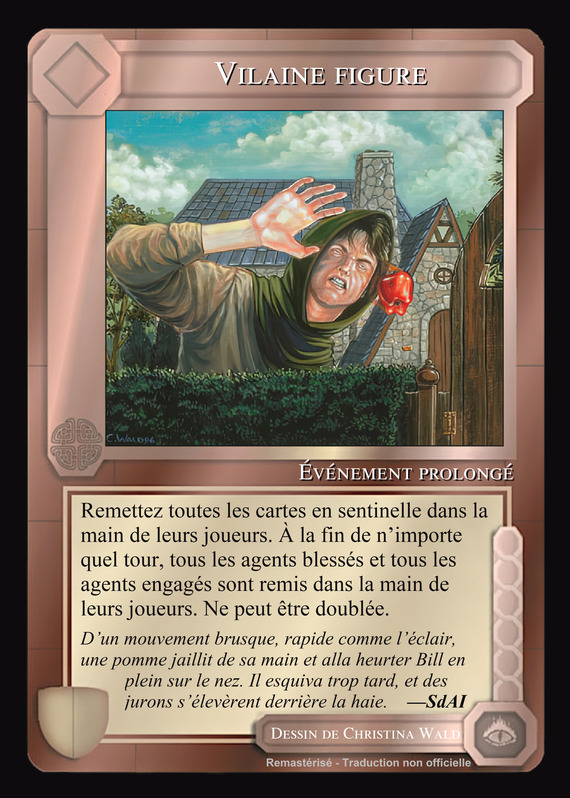 VILAINE FIGURE
C.WALD96
ÉVÉNEMENT PROLONGÉ
Remettez toutes les cartes en sentinelle dans la
main de leurs joueurs. À la fin de n’importe
quel tour, tous les agents blessés et tous les
agents engagés sont remis dans la main de
leurs joueurs. Ne peut être doublée.
D’un mouvement brusque, rapide comme l’éclair,
une pomme jaillit de sa main et alla heurter Bill en
plein sur le nez. Il esquiva trop tard, et des
jurons s’élevèrent derrière la haie. —SdAI
DESSIN DE CHRISTINA WALD
Remastérisé - Traduction non officielle